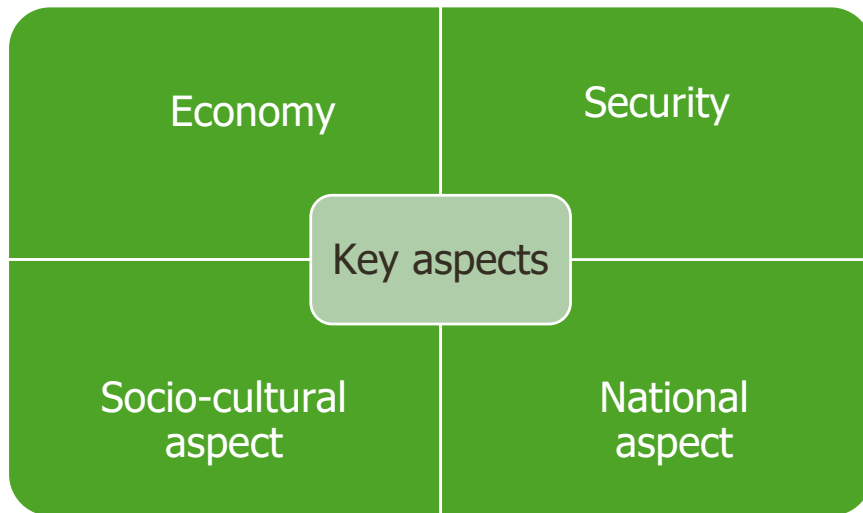 Economy
Security
Key aspects
Socio-cultural
aspect
National
aspect